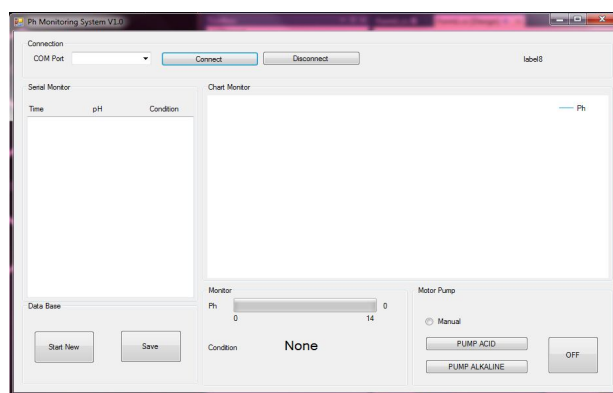 Ph Monitoring System V1.0
Connection
COM Port Connect Disconnect label8
Serial Monitor
Time pH Condition
Chart Monitor
Ph
Data Base
Start New Save
Monitor
Ph 0
0 14
Condition None
Motor Pump
Manual
PUMP ACID
PUMP ALKALINE
OFF